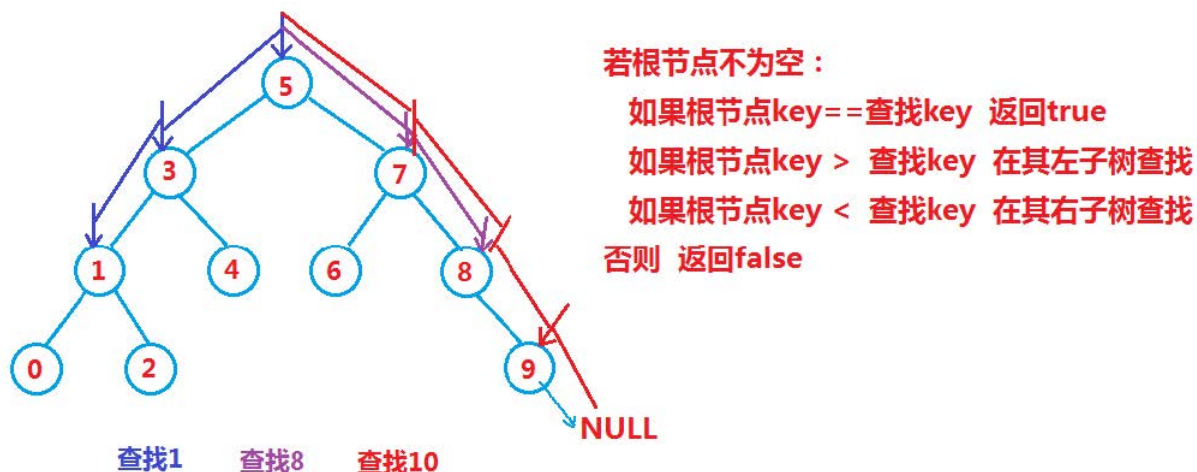 5
若根节点不为空：
如果根节点key==查找key 返回true
3
7
如果根节点key > 查找key 在其左子树查找
如果根节点key < 查找key 在其右子树查找
否则 返回false
1
4
6
8
0
2
9
NULL
查找1 查找8 查找10